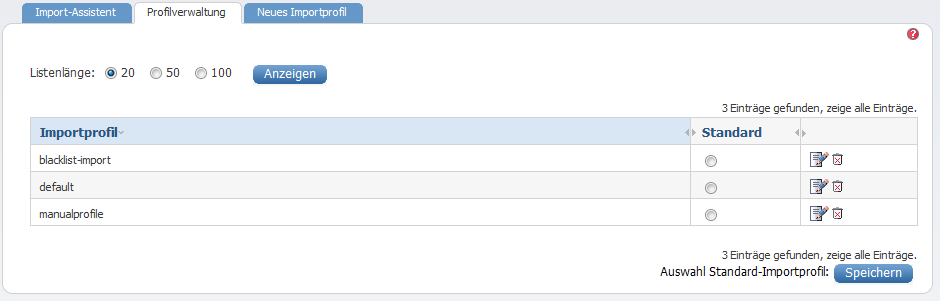 Import-Assistent Profilverwaltung Neues Importprofil
?
Listenlänge: 20 50 100 Anzeigen
3 Einträge gefunden, zeige alle Einträge.
Importprofil Standard
blacklist-import
default
manualprofile
3 Einträge gefunden, zeige alle Einträge.
Auswahl Standard-Importprofil: Speichern